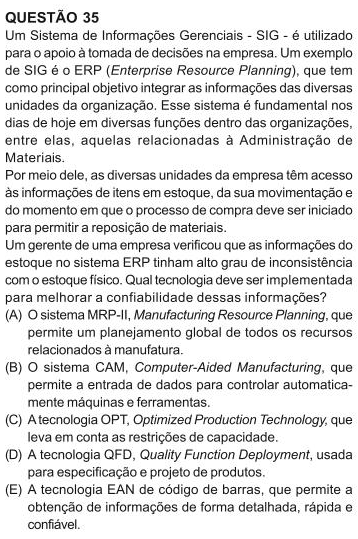 QUESTÃO 35
Um Sistema de Informações Gerenciais - SIG - é utilizado
para o apoio à tomada de decisões na empresa. Um exemplo
de SIG é o ERP (Enterprise Resource Planning), que tem
como principal objetivo integrar as informações das diversas
unidades da organização. Esse sistema é fundamental nos
dias de hoje em diversas funções dentro das organizações,
entre elas, aquelas relacionadas à Administração de
Materiais.
Por meio dele, as diversas unidades da empresa têm acesso
às informações de itens em estoque, da sua movimentação e
do momento em que o processo de compra deve ser iniciado
para permitir a reposição de materiais.
Um gerente de uma empresa verificou que as informações do
estoque no sistema ERP tinham alto grau de inconsistência
com o estoque físico. Qual tecnologia deve ser implementada
para melhorar a confiabilidade dessas informações?
(A) O sistema MRP-II, Manufacturing Resource Planning, que
permite um planejamento global de todos os recursos
relacionados à manufatura.
(B) O sistema CAM, Computer-Aided Manufacturing, que
permite a entrada de dados para controlar automatica-
mente máquinas e ferramentas.
(C) A tecnologia OPT, Optimized Production Technology, que
leva em conta as restrições de capacidade.
(D) A tecnologia QFD, Quality Function Deployment, usada
para especificação e projeto de produtos.
(E) A tecnologia EAN de código de barras, que permite a
obtenção de informações de forma detalhada, rápida e
confiável.